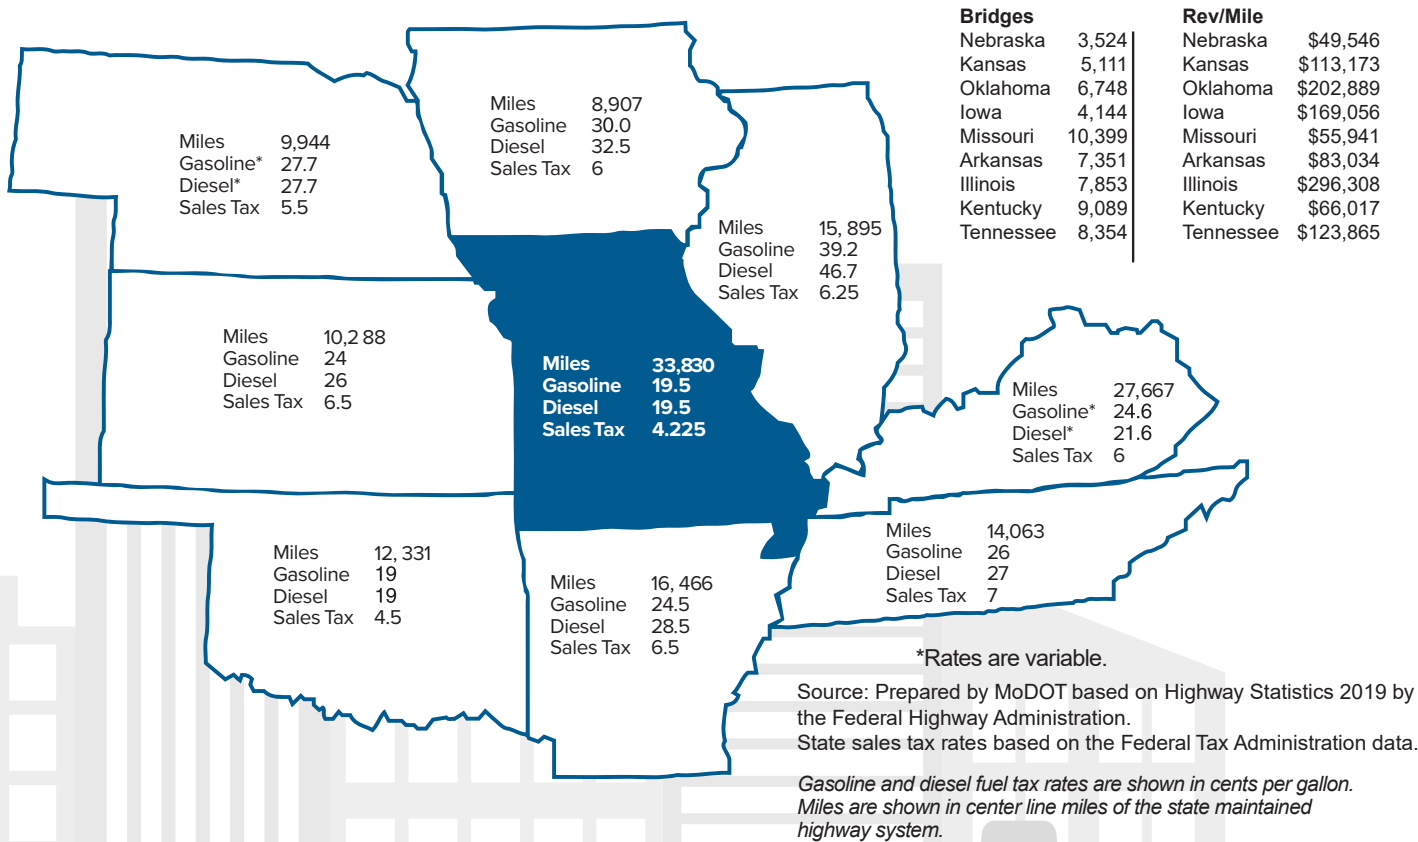 Bridges
Nebraska 3,524
Kansas 5,111
Oklahoma 6,748
Iowa 4,144
Missouri 10,399
Arkansas 7,351
Illinois 7,853
Kentucky 9,089
Tennessee 8,354
Rev/Mile
Nebraska $49,546
Kansas $113,173
Oklahoma $202,889
Iowa $169,056
Missouri $55,941
Arkansas $83,034
Illinois $296,308
Kentucky $66,017
Tennessee $123,865
Miles 9,944
Gasoline* 27.7
Diesel* 27.7
Sales Tax 5.5
Miles 8,907
Gasoline 30.0
Diesel 32.5
Sales Tax 6
Miles 15, 895
Gasoline 39.2
Diesel 46.7
Sales Tax 6.25
Miles 10,2 88
Gasoline 24
Diesel 26
Sales Tax 6.5
Miles 33,830
Gasoline 19.5
Diesel 19.5
Sales Tax 4.225
Miles 27,667
Gasoline* 24.6
Diesel* 21.6
Sales Tax 6
Miles 12, 331
Gasoline 19
Diesel 19
Sales Tax 4.5
Miles 16, 466
Gasoline 24.5
Diesel 28.5
Sales Tax 6.5
Miles 14,063
Gasoline 26
Diesel 27
Sales Tax 7
*Rates are variable.
Source: Prepared by MoDOT based on Highway Statistics 2019 by
the Federal Highway Administration.
State sales tax rates based on the Federal Tax Administration data.
Gasoline and diesel fuel tax rates are shown in cents per gallon.
Miles are shown in center line miles of the state maintained
highway system.